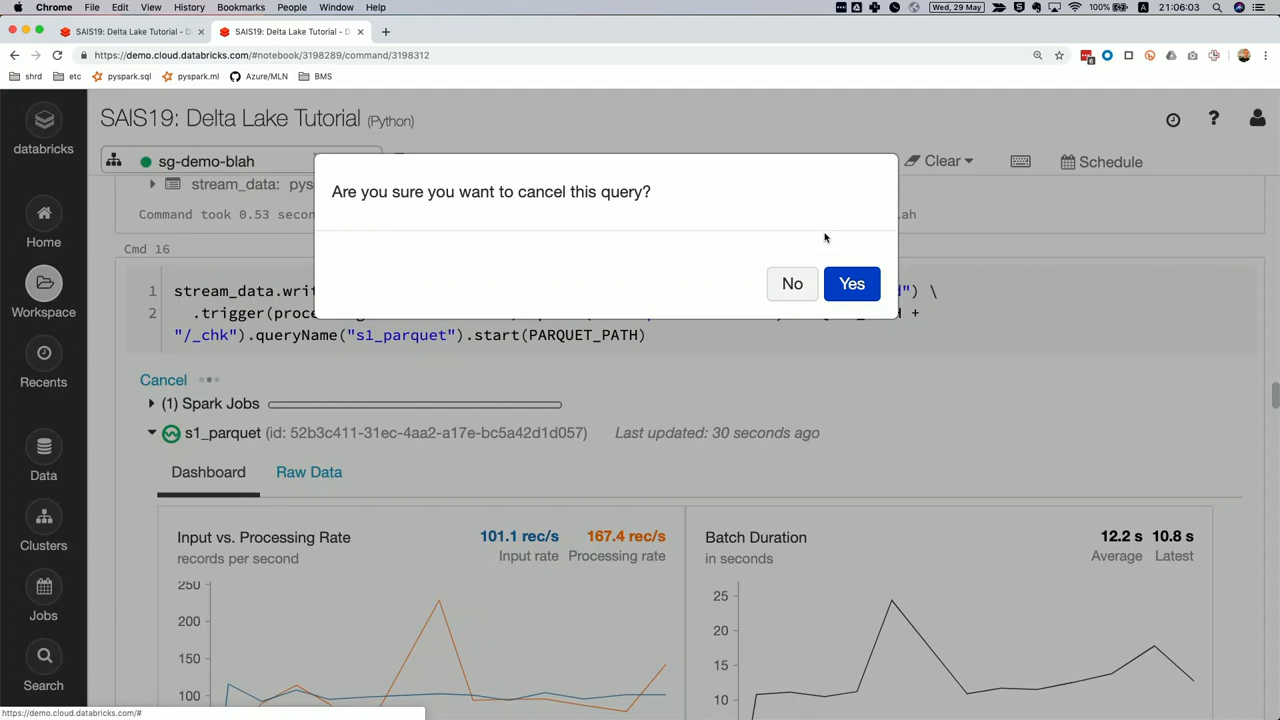 Chrome File Edit View History Bookmarks People Window Help 100% Wed, 29 May 21:06:03
SAIS19: Delta Lake Tutorial - D × SAIS19: Delta Lake Tutorial - D × +
https://demo.cloud.databricks.com/#notebook/3198289/command/3198312
shrd etc pyspark.sql pyspark.ml Azure/MLN BMS
SAIS19: Delta Lake Tutorial (Python)
databricks
sg-demo-blah
Clear Schedule
Are you sure you want to cancel this query?
No Yes
stream_data: pys
Command took 0.53 secon
ah
Cmd 16
1 stream_data.writ d") \
2 .trigger(proce +
"/_chk").queryName("s1_parquet").start(PARQUET_PATH)
Cancel
(1) Spark Jobs
s1_parquet (id: 52b3c411-31ec-4aa2-a17e-bc5a42d1d057) Last updated: 30 seconds ago
Dashboard Raw Data
Input vs. Processing Rate 101.1 rec/s 167.4 rec/s
records per second Input rate Processing rate
250
200
150
100
Batch Duration 12.2 s 10.8 s
in seconds Average Latest
25
20
15
10
Home
Workspace
Recents
Data
Clusters
Jobs
Search
https://demo.cloud.databricks.com/#